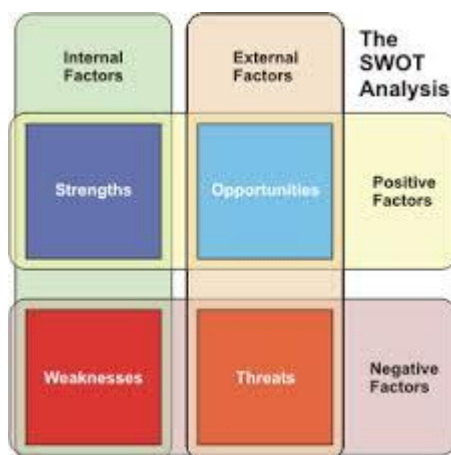 Internal
Factors
External
Factors
The
SWOT
Analysis
Strengths
Opportunities
Positive
Factors
Weaknesses
Threats
Negative
Factors